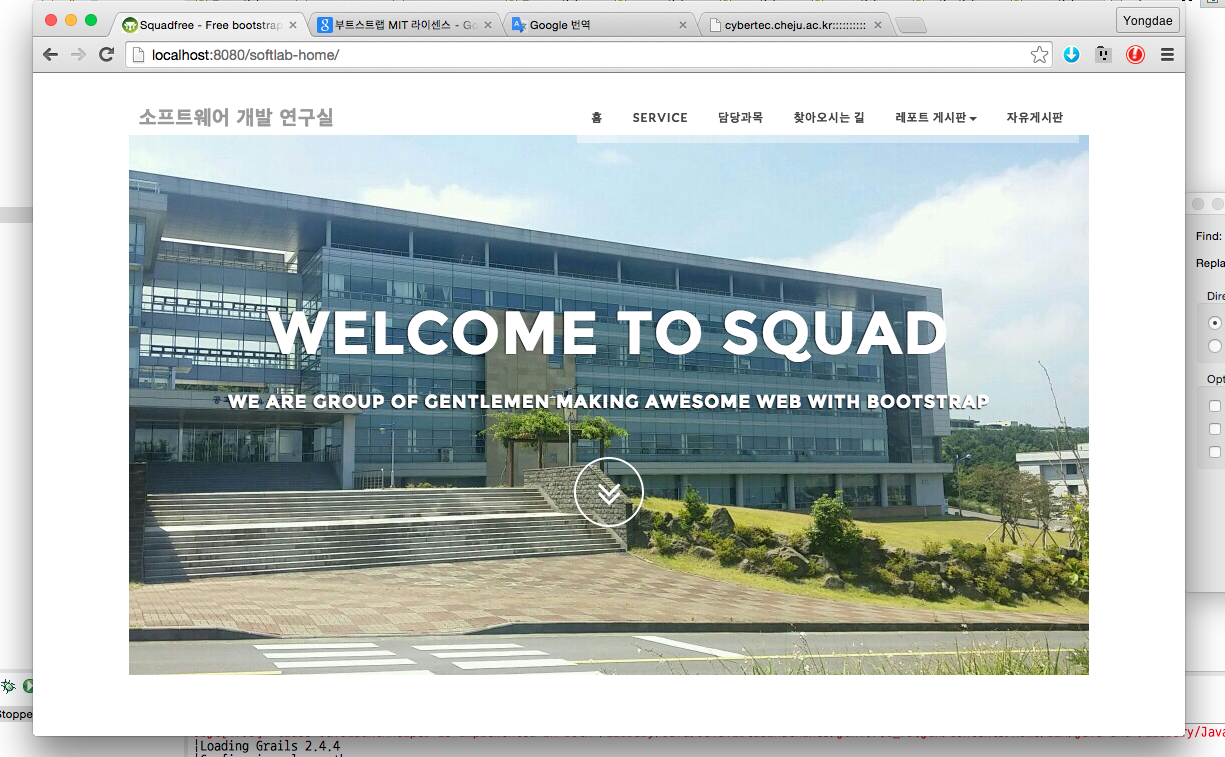 Squadfree - Free bootstrap
부트스트랩 MIT 라이센스 - Go
Google 번역
cybertec.cheju.ac.kr:::::::::
Yongdae
localhost:8080/softlab-home/
소프트웨어 개발 연구실
홈 SERVICE 담당과목 찾아오시는 길 레포트 게시판 자유게시판
Find:
Repla
Dire
WELCOME TO SQUAD
Opt
WE ARE GROUP OF GENTLEMEN MAKING AWESOME WEB WITH BOOTSTRAP
Stoppe
Loading Grails 2.4.4